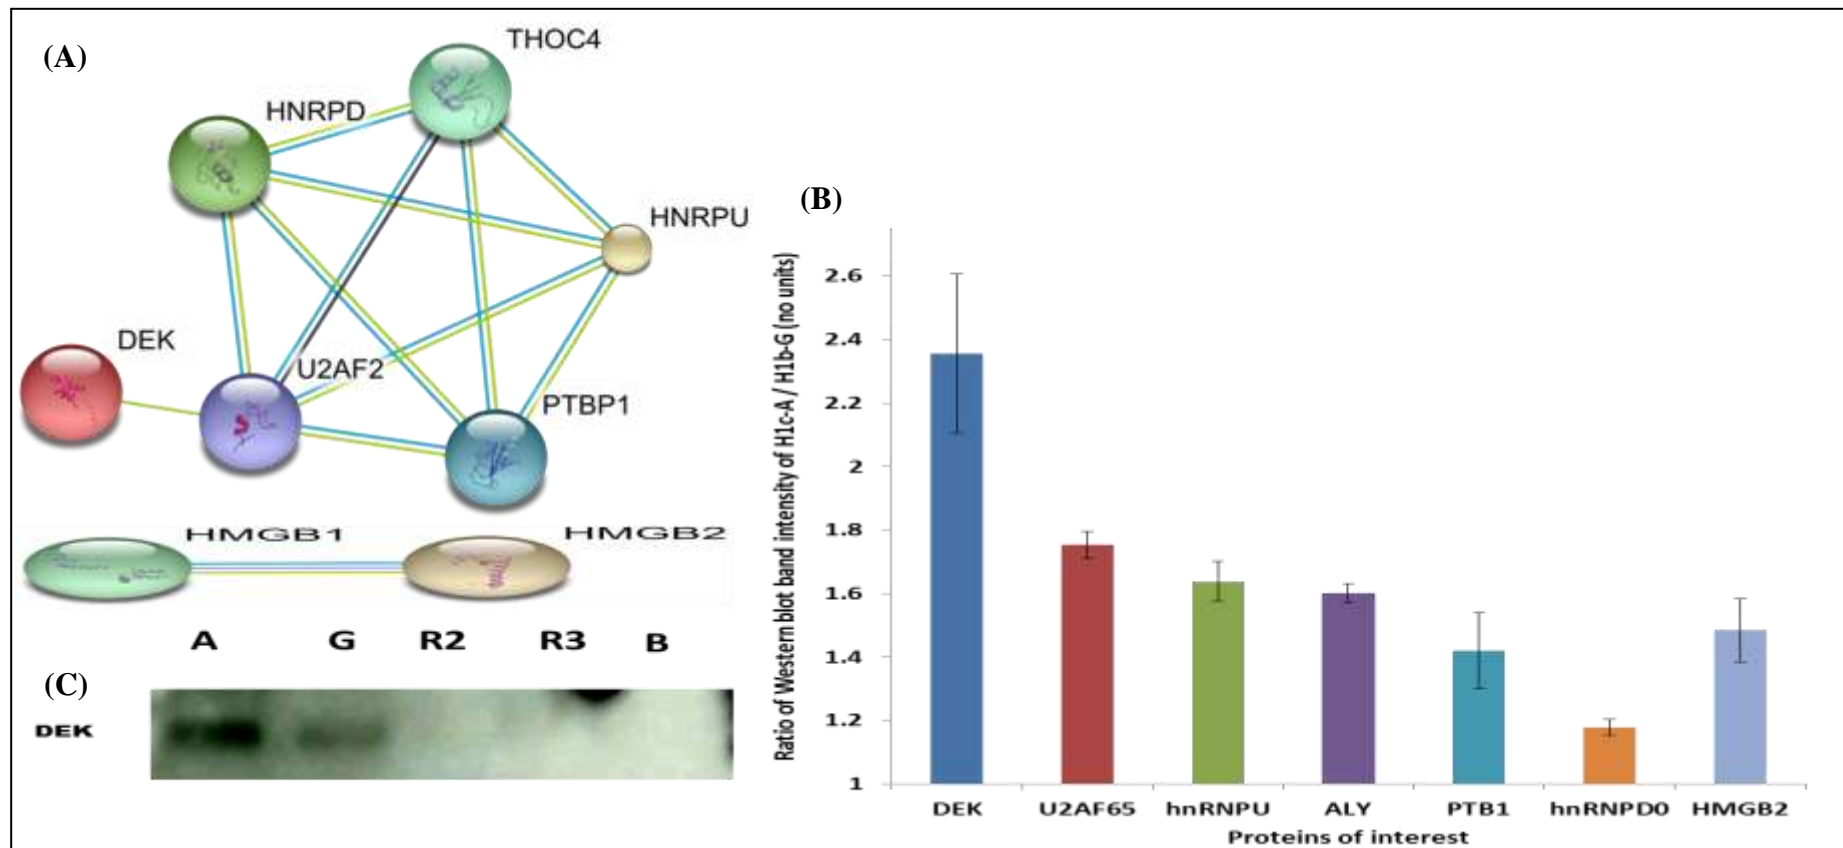 (A)
THOC4
HNRPD
HNRPU
DEK
U2AF2
PTBP1
HMGB1
HMGB2
A G R2 R3 B
(C)
DEK
(B)
Ratio of Western blot band intensity of H1c-A / H1b-G (no units)
2.6
2.4
2.2
2
1.8
1.6
1.4
1.2
1
DEK U2AF65 hnRNPU ALY PTB1 hnRNPD0 HMGB2
Proteins of interest